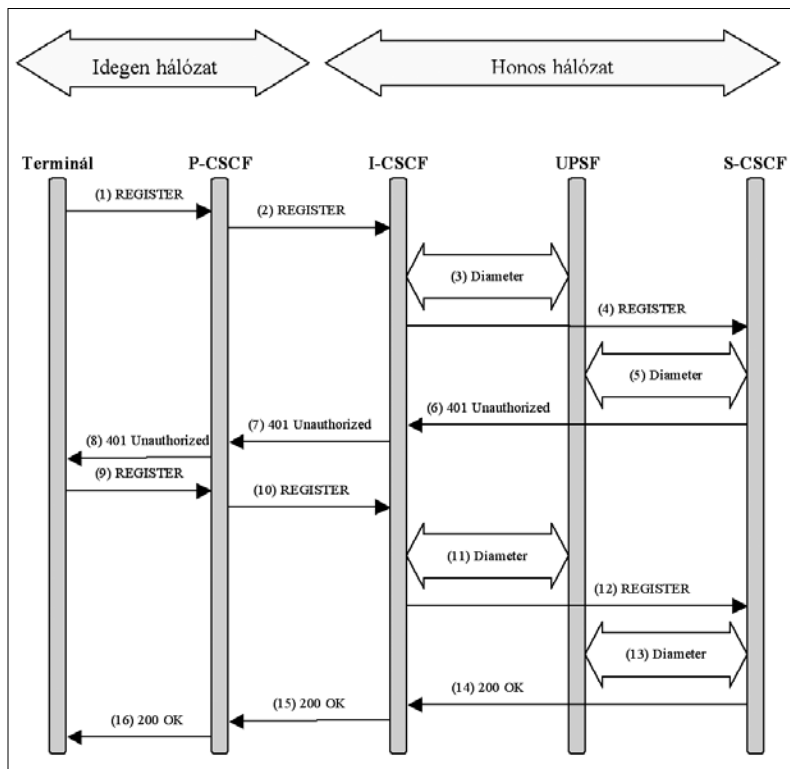 Idegen hálózat
Honos hálózat
Terminál
P-CSCF
I-CSCF
UPSF
S-CSCF
(1) REGISTER
(2) REGISTER
(3) Diameter
(4) REGISTER
(5) Diameter
(6) 401 Unauthorized
(7) 401 Unauthorized
(8) 401 Unauthorized
(9) REGISTER
(10) REGISTER
(11) Diameter
(12) REGISTER
(13) Diameter
(14) 200 OK
(15) 200 OK
(16) 200 OK